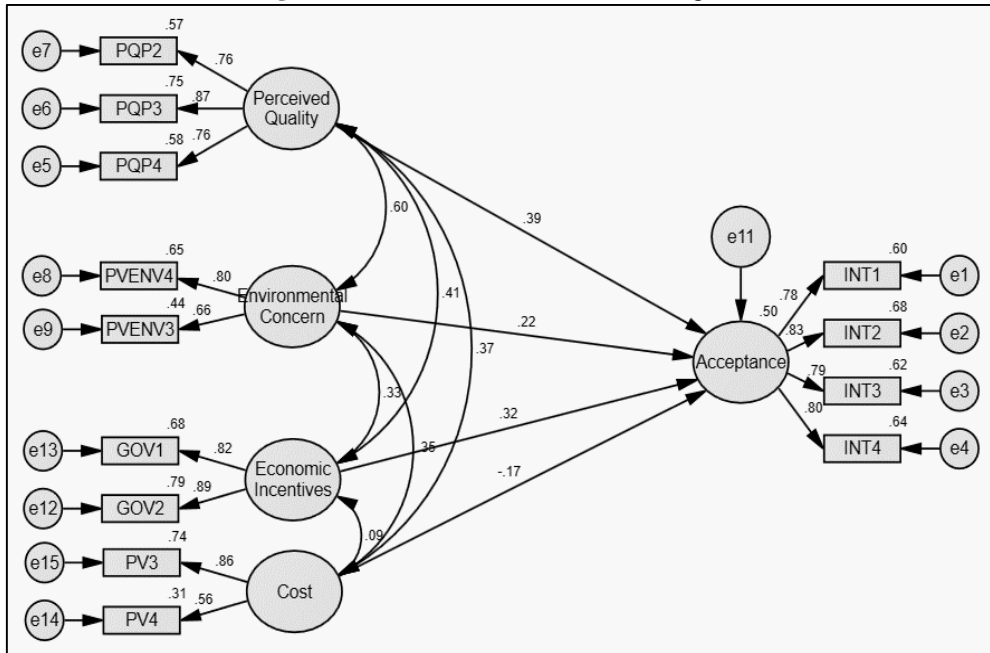 .57
e7
PQP2
.76
.75
e6
PQP3
.87
Perceived
Quality
.58
.76
e5
PQP4
.60
.39
.41
.37
.65
e8
PVENV4
.80
.44
e9
PVENV3
.66
Environmental
Concern
.22
.33
.35
.68
e13
GOV1
.82
.79
e12
GOV2
.89
Economic
Incentives
.32
.09
.74
e15
PV3
.86
.31
e14
PV4
.56
Cost
-.17
e11
.50
Acceptance
.60
.78
INT1
e1
.68
.83
INT2
e2
.62
.79
INT3
e3
.64
.80
INT4
e4